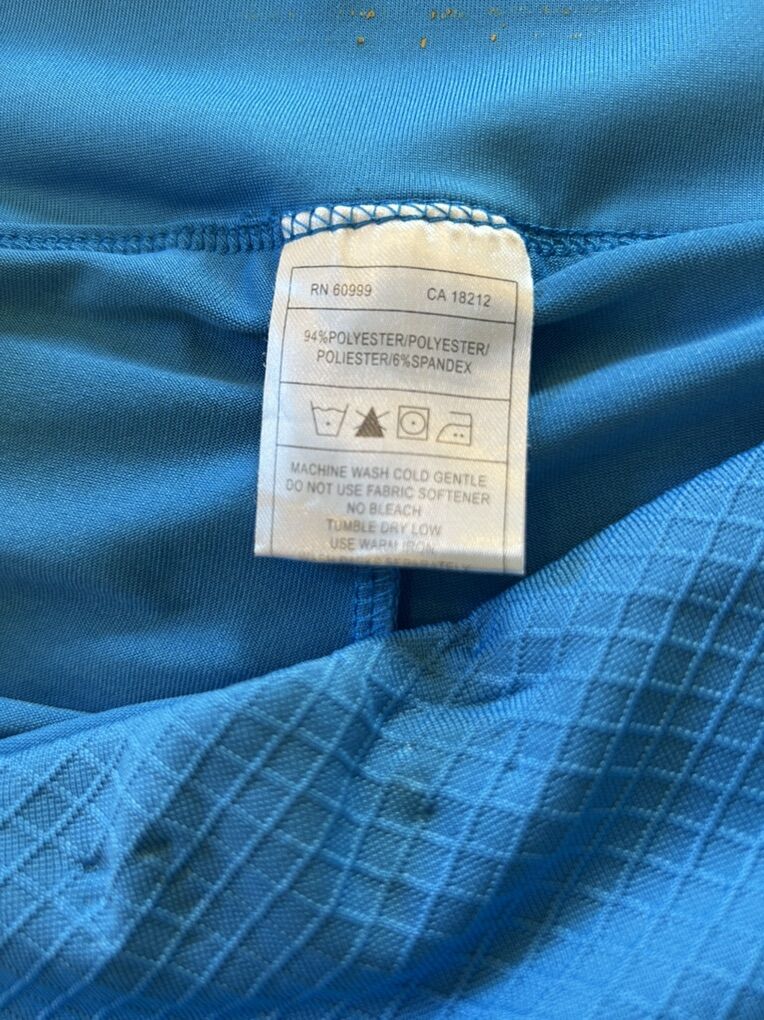 RN 60999 CA 18212
94%POLYESTER/POLYESTER/
POLIESTER/6%SPANDEX
MACHINE WASH COLD GENTLE
DO NOT USE FABRIC SOFTENER
NO BLEACH
TUMBLE DRY LOW
USE WARM IRON
SEPARATELY